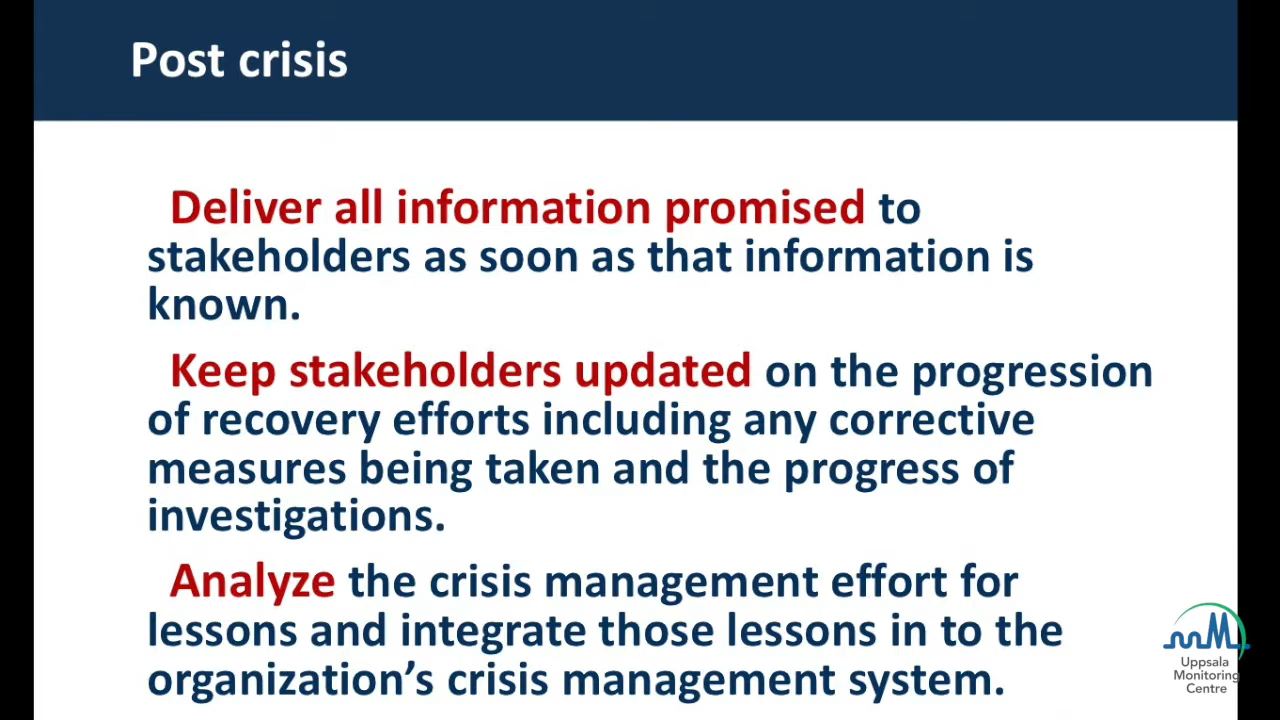 Post crisis
Deliver all information promised to
stakeholders as soon as that information is
known.
Keep stakeholders updated on the progression
of recovery efforts including any corrective
measures being taken and the progress of
investigations.
Analyze the crisis management effort for
lessons and integrate those lessons in to the
organization’s crisis management system.
Uppsala
Monitoring
Centre